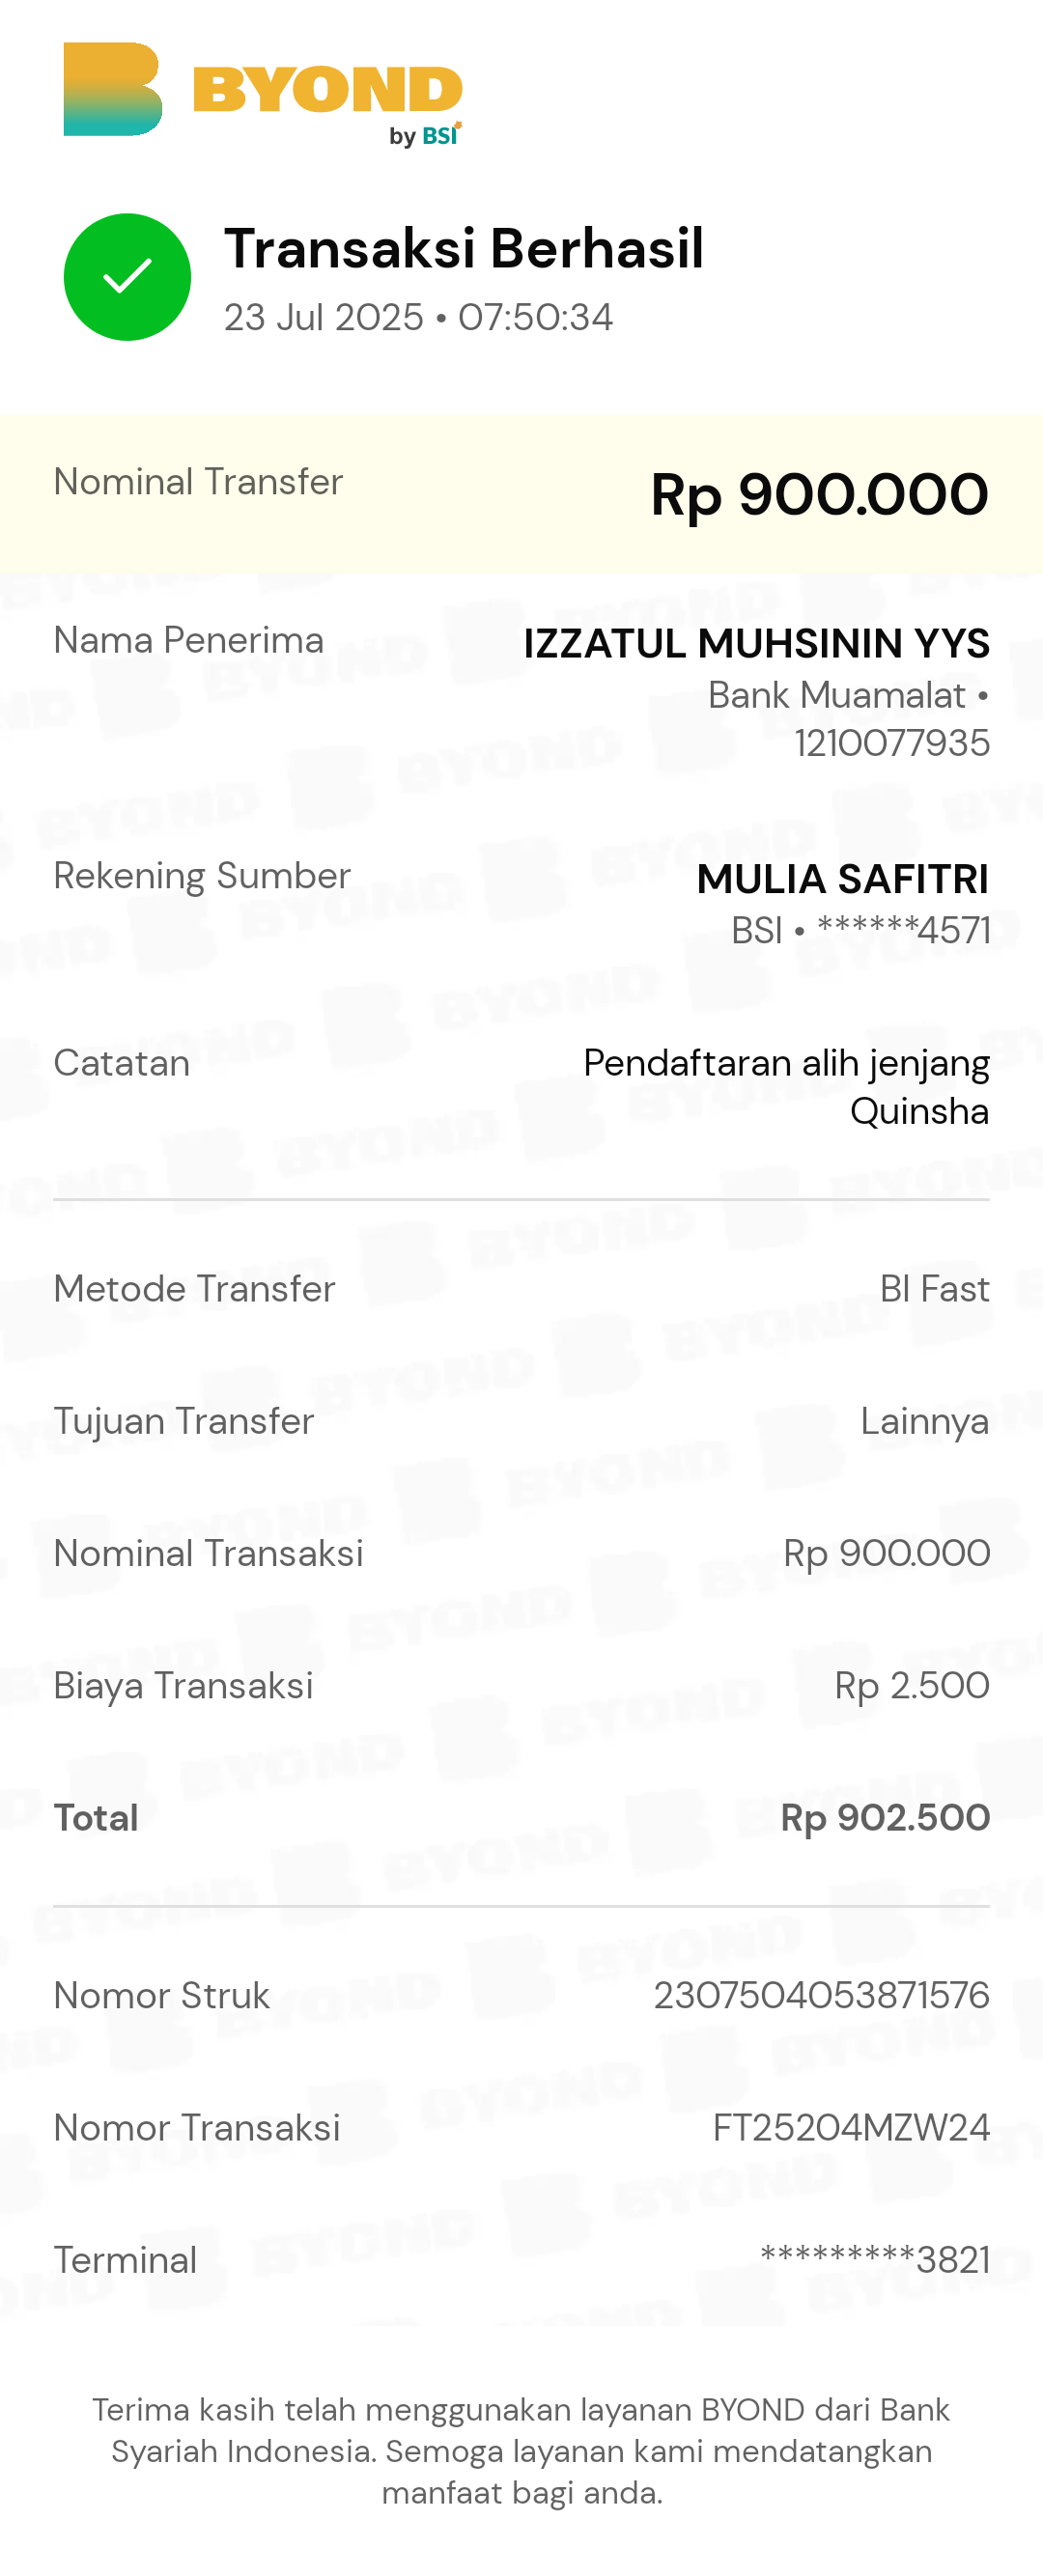 BYOND
by BSI
Transaksi Berhasil
23 Jul 2025 • 07:50:34
Nominal Transfer Rp 900.000
Nama Penerima IZZATUL MUHSININ YYS
Bank Muamalat •
1210077935
Rekening Sumber MULIA SAFITRI
BSI • ******4571
Catatan Pendaftaran alih jenjang
Quinsha
Metode Transfer BI Fast
Tujuan Transfer Lainnya
Nominal Transaksi Rp 900.000
Biaya Transaksi Rp 2.500
Total Rp 902.500
Nomor Struk 2307504053871576
Nomor Transaksi FT25204MZW24
Terminal *********3821
Terima kasih telah menggunakan layanan BYOND dari Bank
Syariah Indonesia. Semoga layanan kami mendatangkan
manfaat bagi anda.